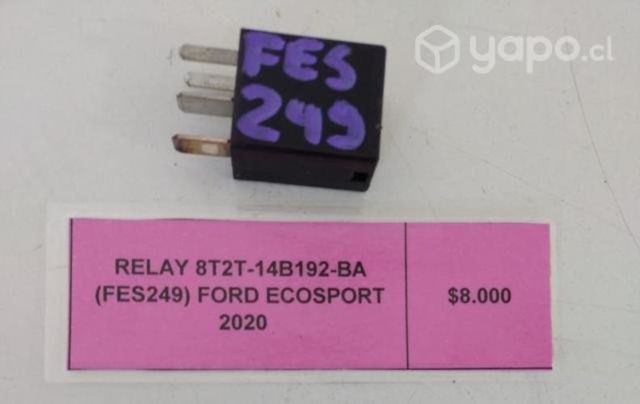 yapo.cl
FES
249
RELAY 8T2T-14B192-BA
(FES249) FORD ECOSPORT
2020
$8.000